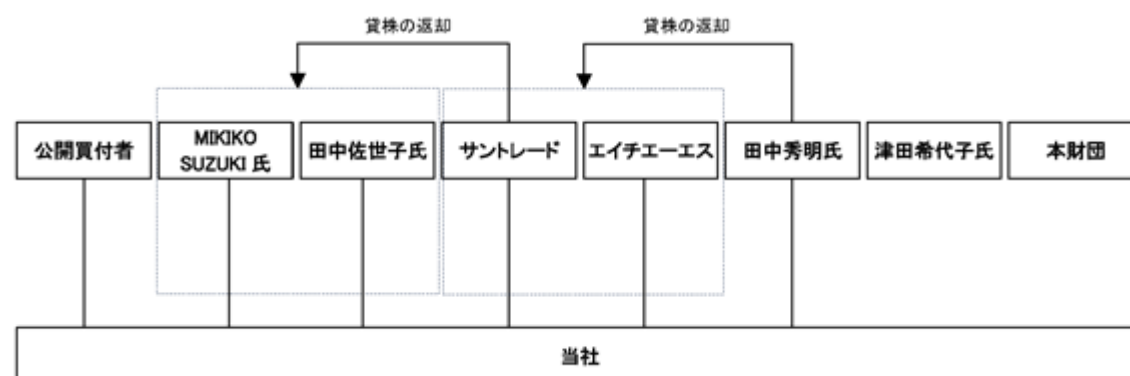 貸株の返却
貸株の返却
公開買付者
MIKIKO
SUZUKI 氏
田中佐世子氏
サントレード
エイチエーエス
田中秀明氏
津田希代子氏
本財団
当社